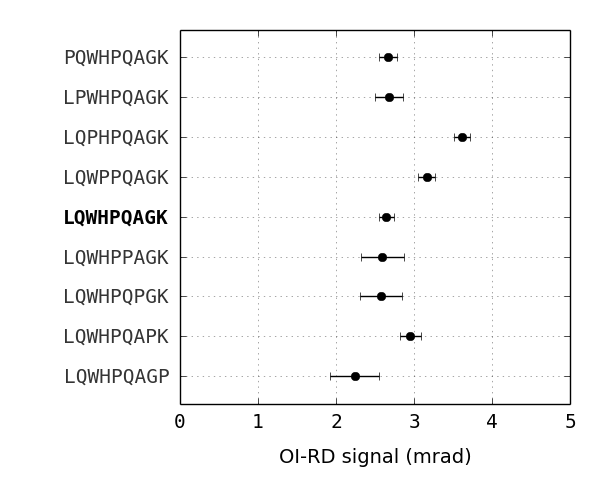 PQWHPQAGK
LPWHPQAGK
LQPHPQAGK
LQWPPQAGK
LQWHPQAGK
LQWHPPAGK
LQWHPQPGK
LQWHPQAPK
LQWHPQAGP
0 1 2 3 4 5
OI-RD signal (mrad)